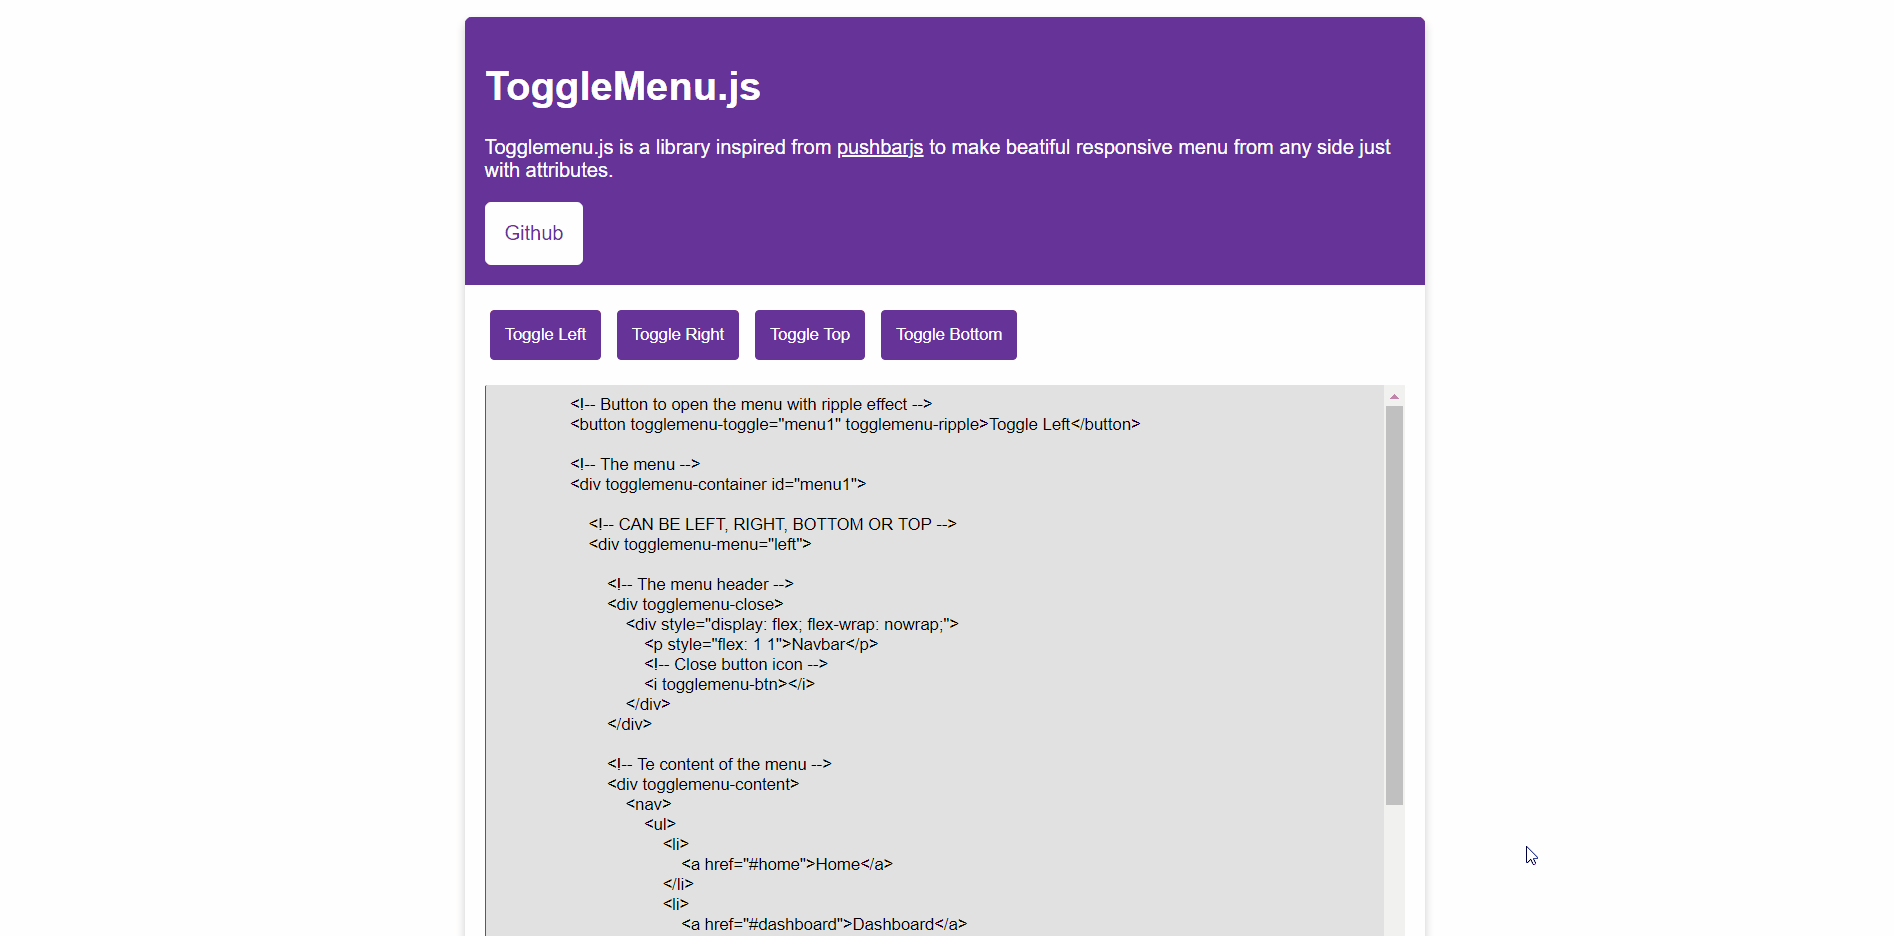 ToggleMenu.js
Togglemenu.js is a library inspired from pushbarjs to make beatiful responsive menu from any side just
with attributes.
Github
Toggle Left Toggle Right Toggle Top Toggle Bottom
<!-- Button to open the menu with ripple effect -->
<button togglemenu-toggle="menu1" togglemenu-ripple>Toggle Left</button>
<!-- The menu -->
<div togglemenu-container id="menu1">
<!-- CAN BE LEFT, RIGHT, BOTTOM OR TOP -->
<div togglemenu-menu="left">
<!-- The menu header -->
<div togglemenu-close>
<div style="display: flex; flex-wrap: nowrap;">
<p style="flex: 1 1">Navbar</p>
<!-- Close button icon -->
<i togglemenu-btn></i>
</div>
</div>
<!-- Te content of the menu -->
<div togglemenu-content>
<nav>
<ul>
<li>
<a href="#home">Home</a>
</li>
<li>
<a href="#dashboard">Dashboard</a>